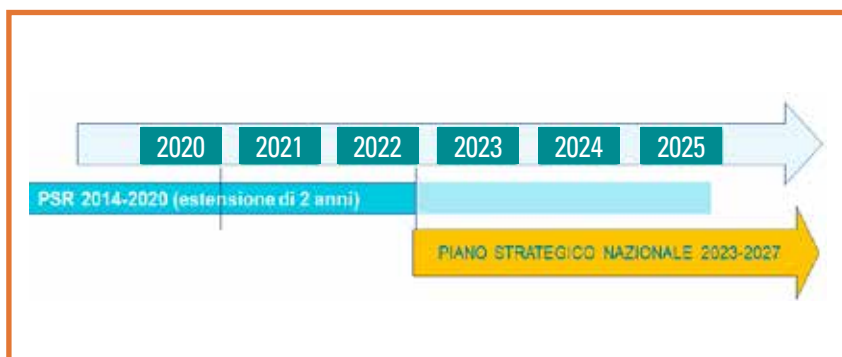 2020 2021 2022 2023 2024 2025
PSR 2014-2020 (estensione di 2 anni)
PIANO STRATEGICO NAZIONALE 2023-2027